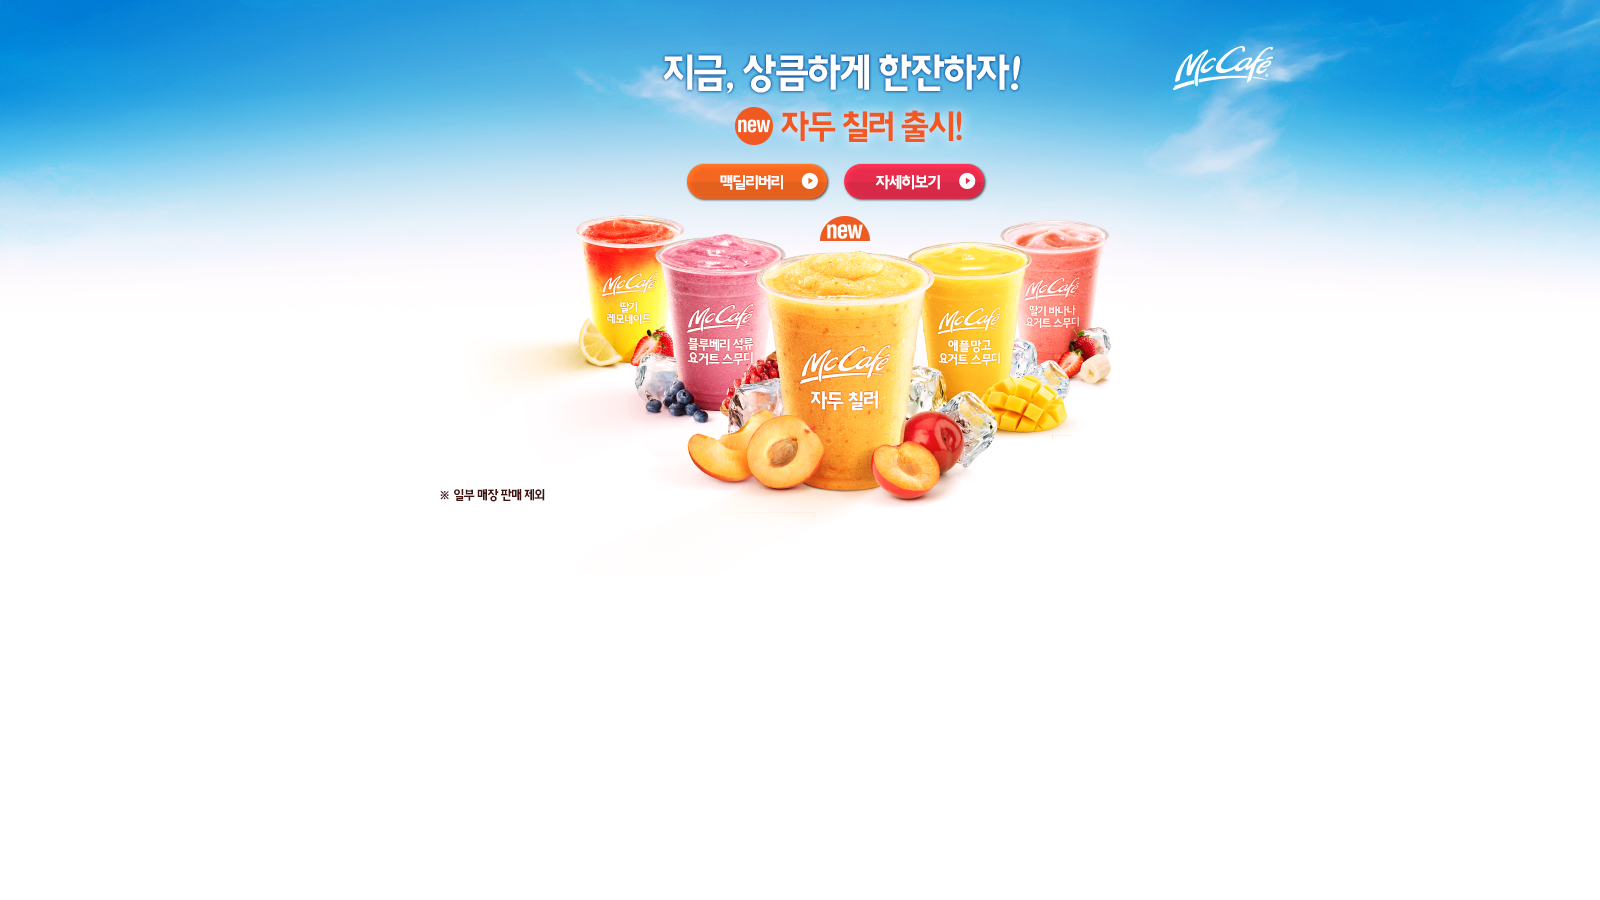 지금, 상큼하게 한잔하자!
McCafé
new 자두 칠러 출시!
맥딜리버리
자세히보기
new
McCafé
딸기
레모네이드
McCafé
블루베리 석류
요거트 스무디
McCafé
자두 칠러
McCafé
애플망고
요거트 스무디
McCafé
딸기 바나나
요거트 스무디
※ 일부 매장 판매 제외